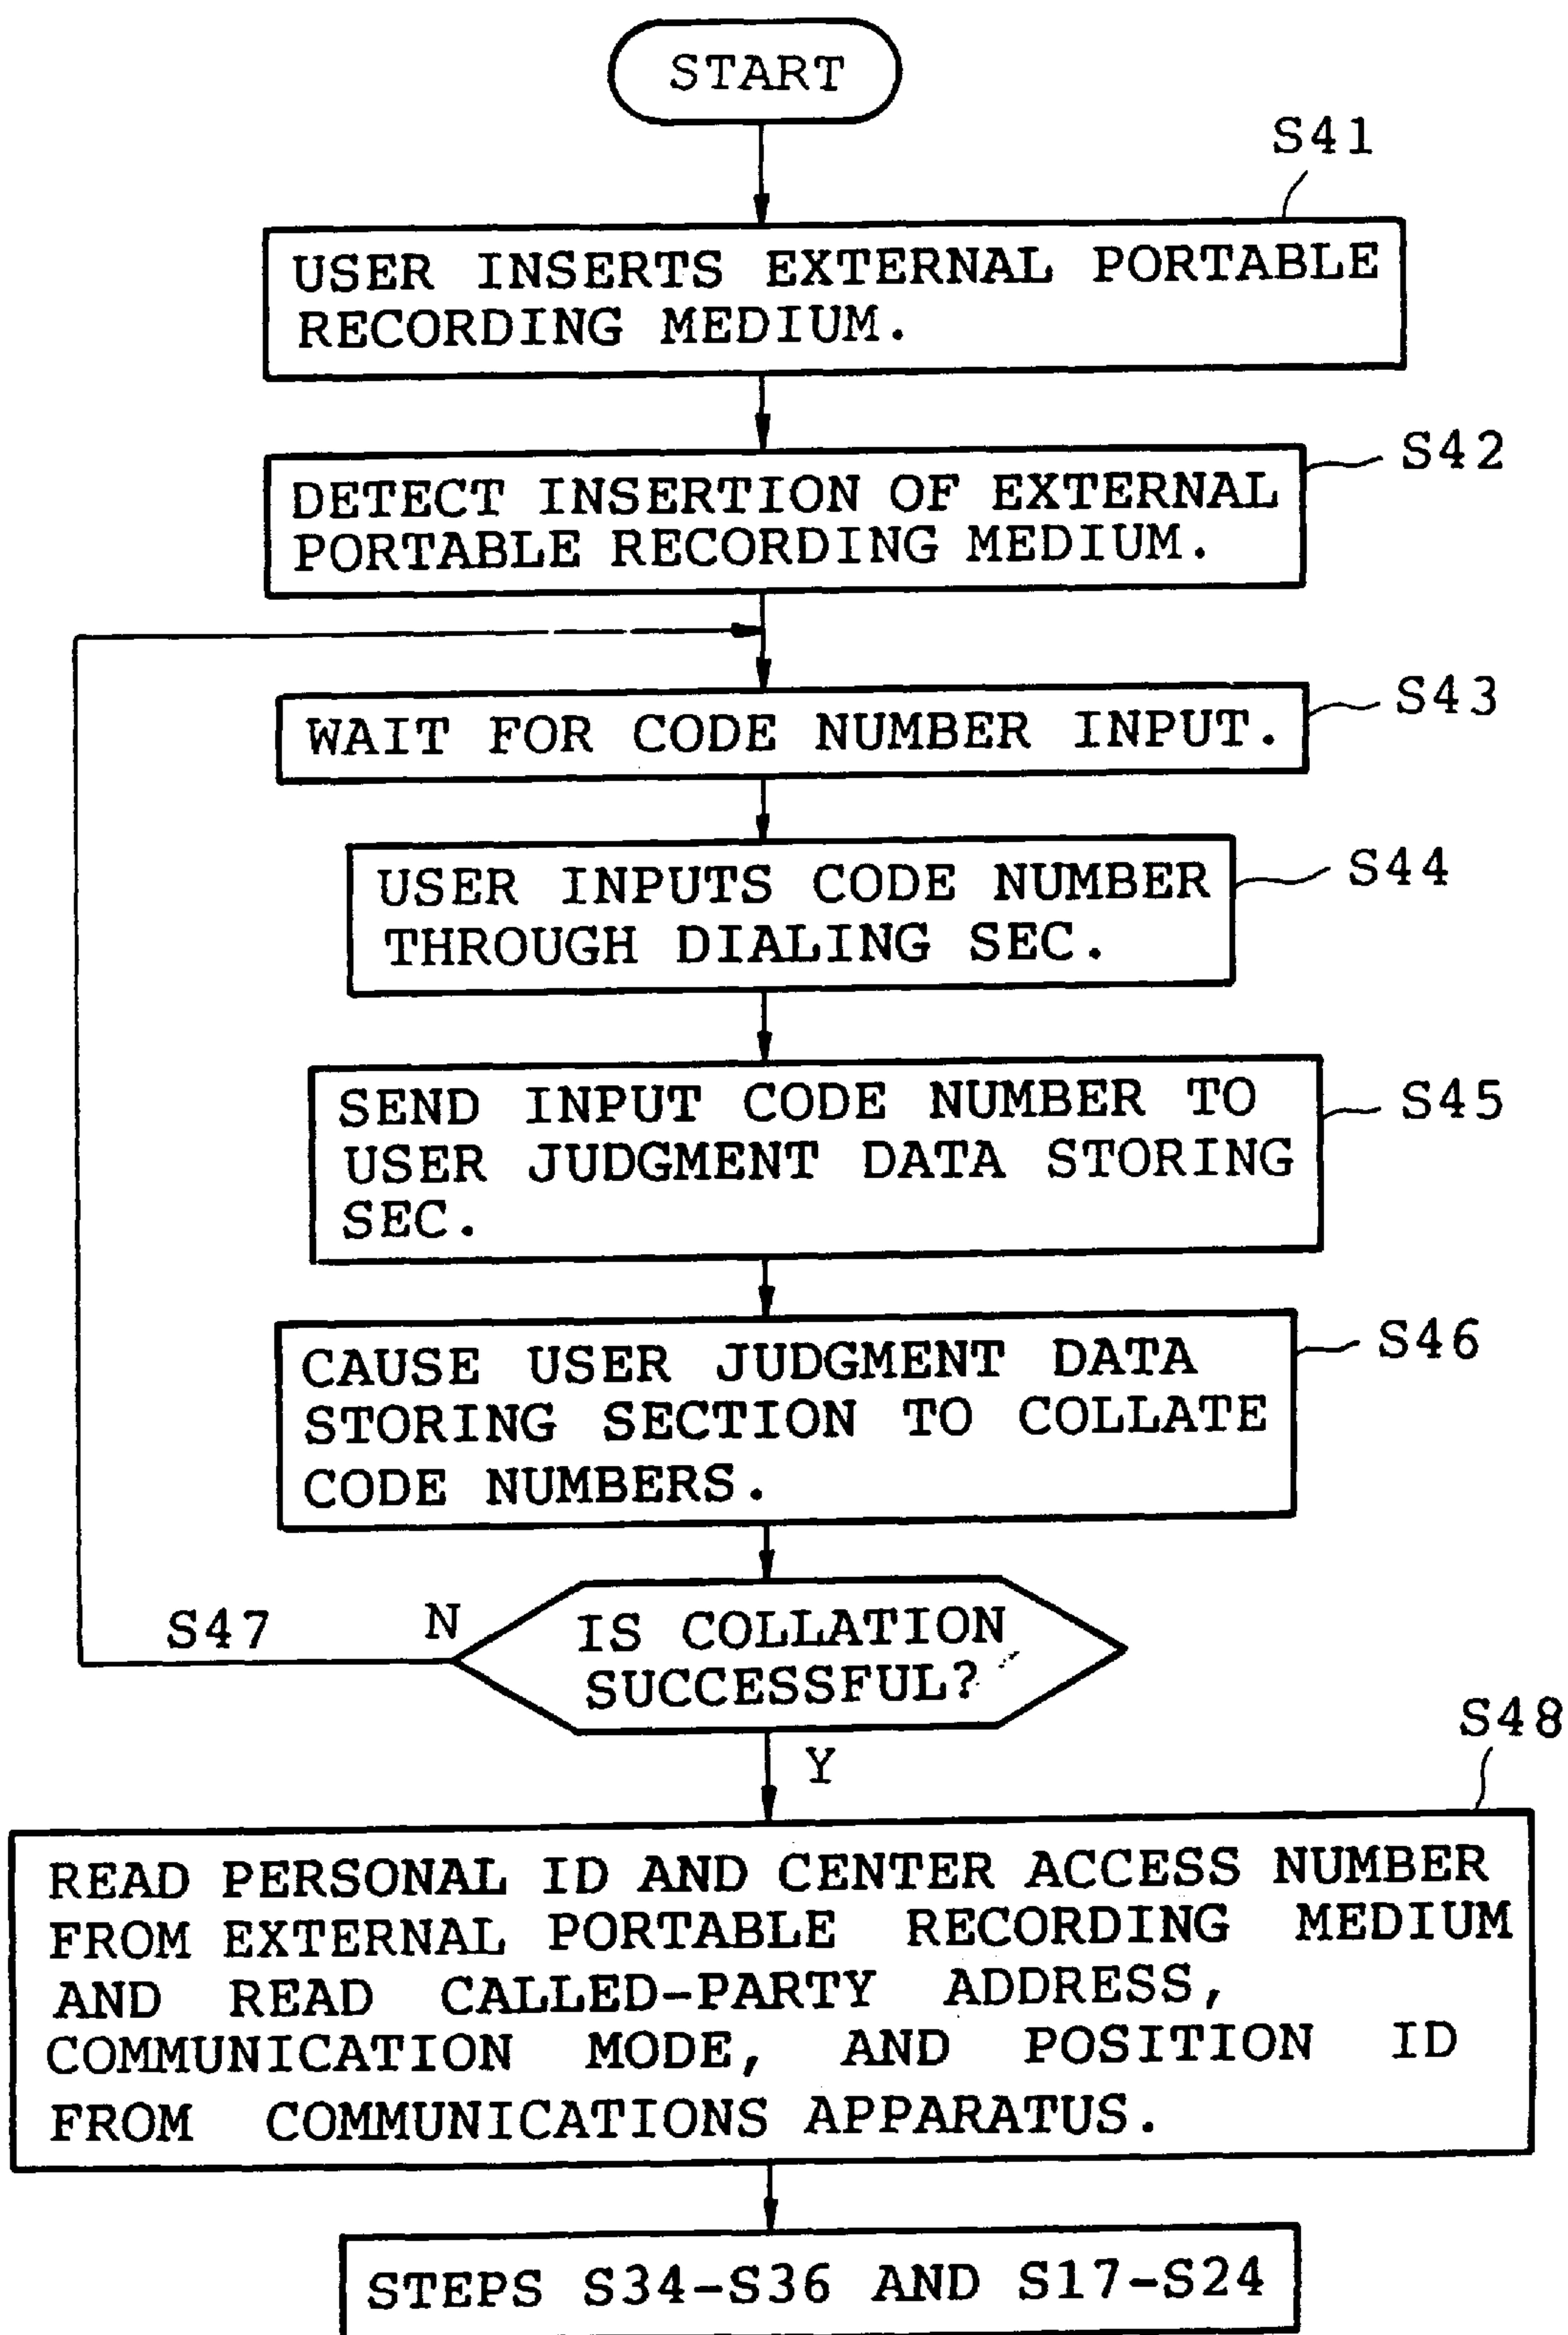 START
S41
USER INSERTS EXTERNAL PORTABLE
RECORDING MEDIUM.
S42
DETECT INSERTION OF EXTERNAL
PORTABLE RECORDING MEDIUM.
S43
WAIT FOR CODE NUMBER INPUT.
S44
USER INPUTS CODE NUMBER
THROUGH DIALING SEC.
S45
SEND INPUT CODE NUMBER TO
USER JUDGMENT DATA STORING
SEC.
S46
CAUSE USER JUDGMENT DATA
STORING SECTION TO COLLATE
CODE NUMBERS.
S47
N
IS COLLATION
SUCCESSFUL?
Y
S48
READ PERSONAL ID AND CENTER ACCESS NUMBER
FROM EXTERNAL PORTABLE RECORDING MEDIUM
AND READ CALLED-PARTY ADDRESS,
COMMUNICATION MODE, AND POSITION ID
FROM COMMUNICATIONS APPARATUS.
STEPS S34-S36 AND S17-S24